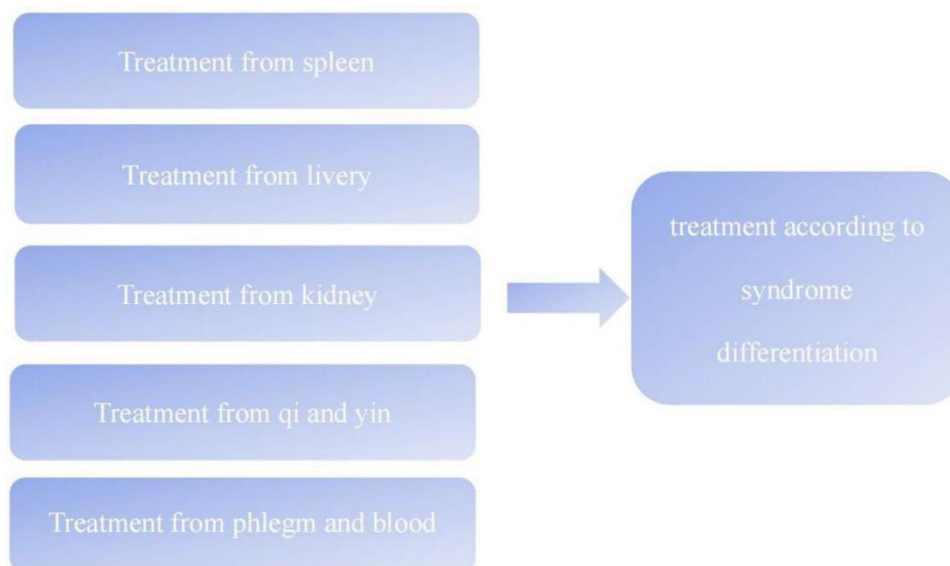 Treatment from spleen
Treatment from livery
Treatment from kidney
Treatment from qi and yin
Treatment from phlegm and blood
treatment according to
syndrome
differentiation